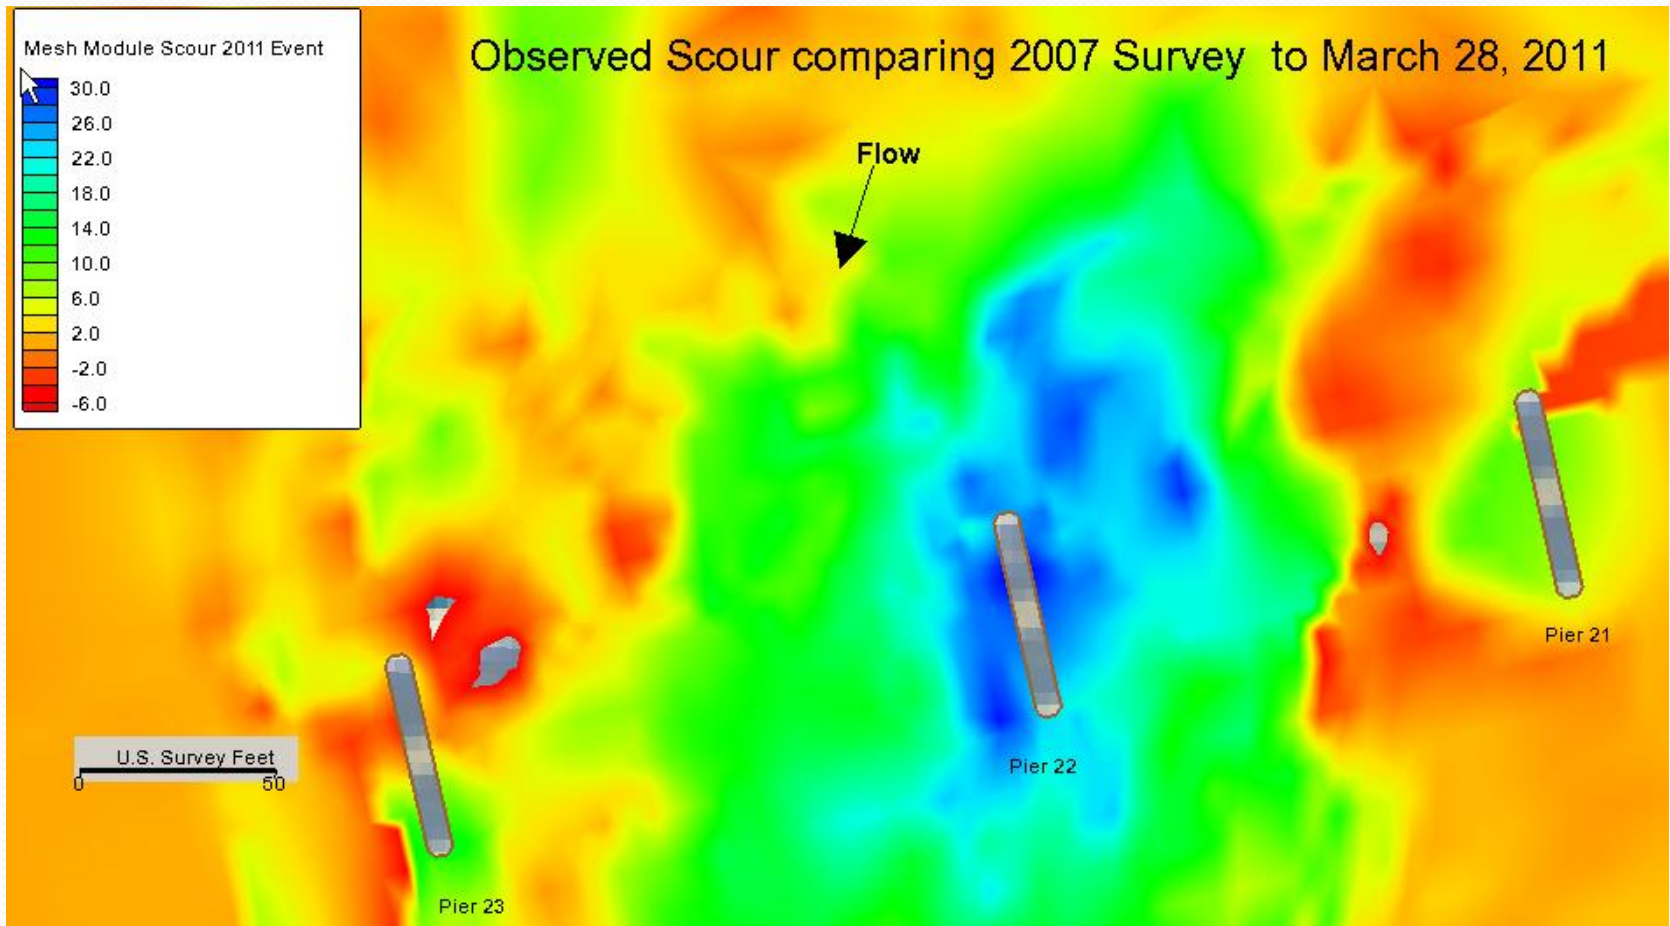 Mesh Module Scour 2011 Event
30.0
26.0
22.0
18.0
14.0
10.0
6.0
2.0
-2.0
-6.0
Observed Scour comparing 2007 Survey to March 28, 2011
Flow
Pier 21
U.S. Survey Feet
0 50
Pier 22
Pier 23